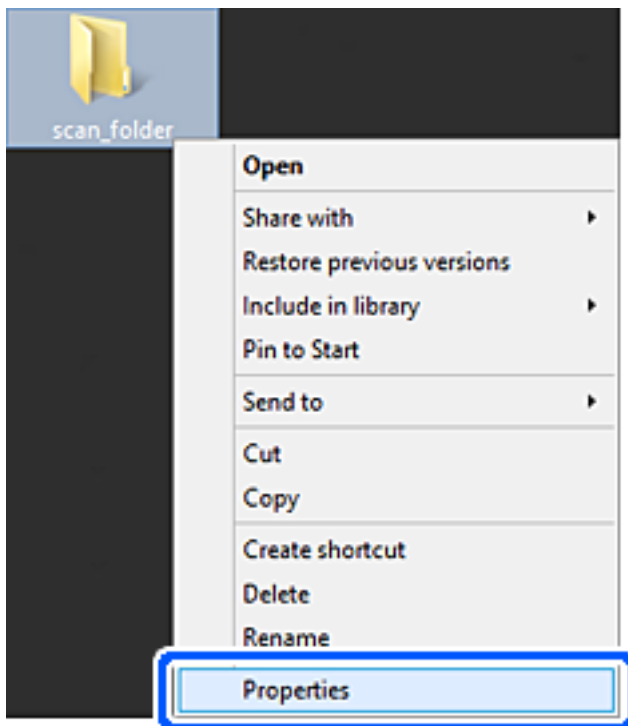 scan_folder
Open
Share with
Restore previous versions
Include in library
Pin to Start
Send to
Cut
Copy
Create shortcut
Delete
Rename
Properties